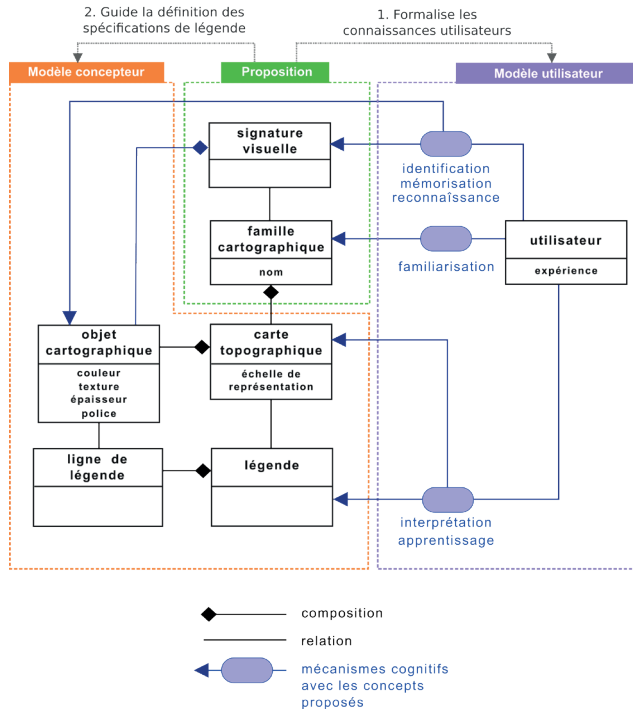 2. Guide la définition des
spécifications de légende
1. Formalise les
connaissances utilisateurs
Modèle concepteur
Proposition
Modèle utilisateur
signature
visuelle
identification
mémorisation
reconnaîssance
famille
cartographique
nom
familiarisation
utilisateur
expérience
objet
cartographique
couleur
texture
épaisseur
police
carte
topographique
échelle de
représentation
ligne de
légende
légende
interprétation
apprentissage
composition
relation
mécanismes cognitifs
avec les concepts
proposés